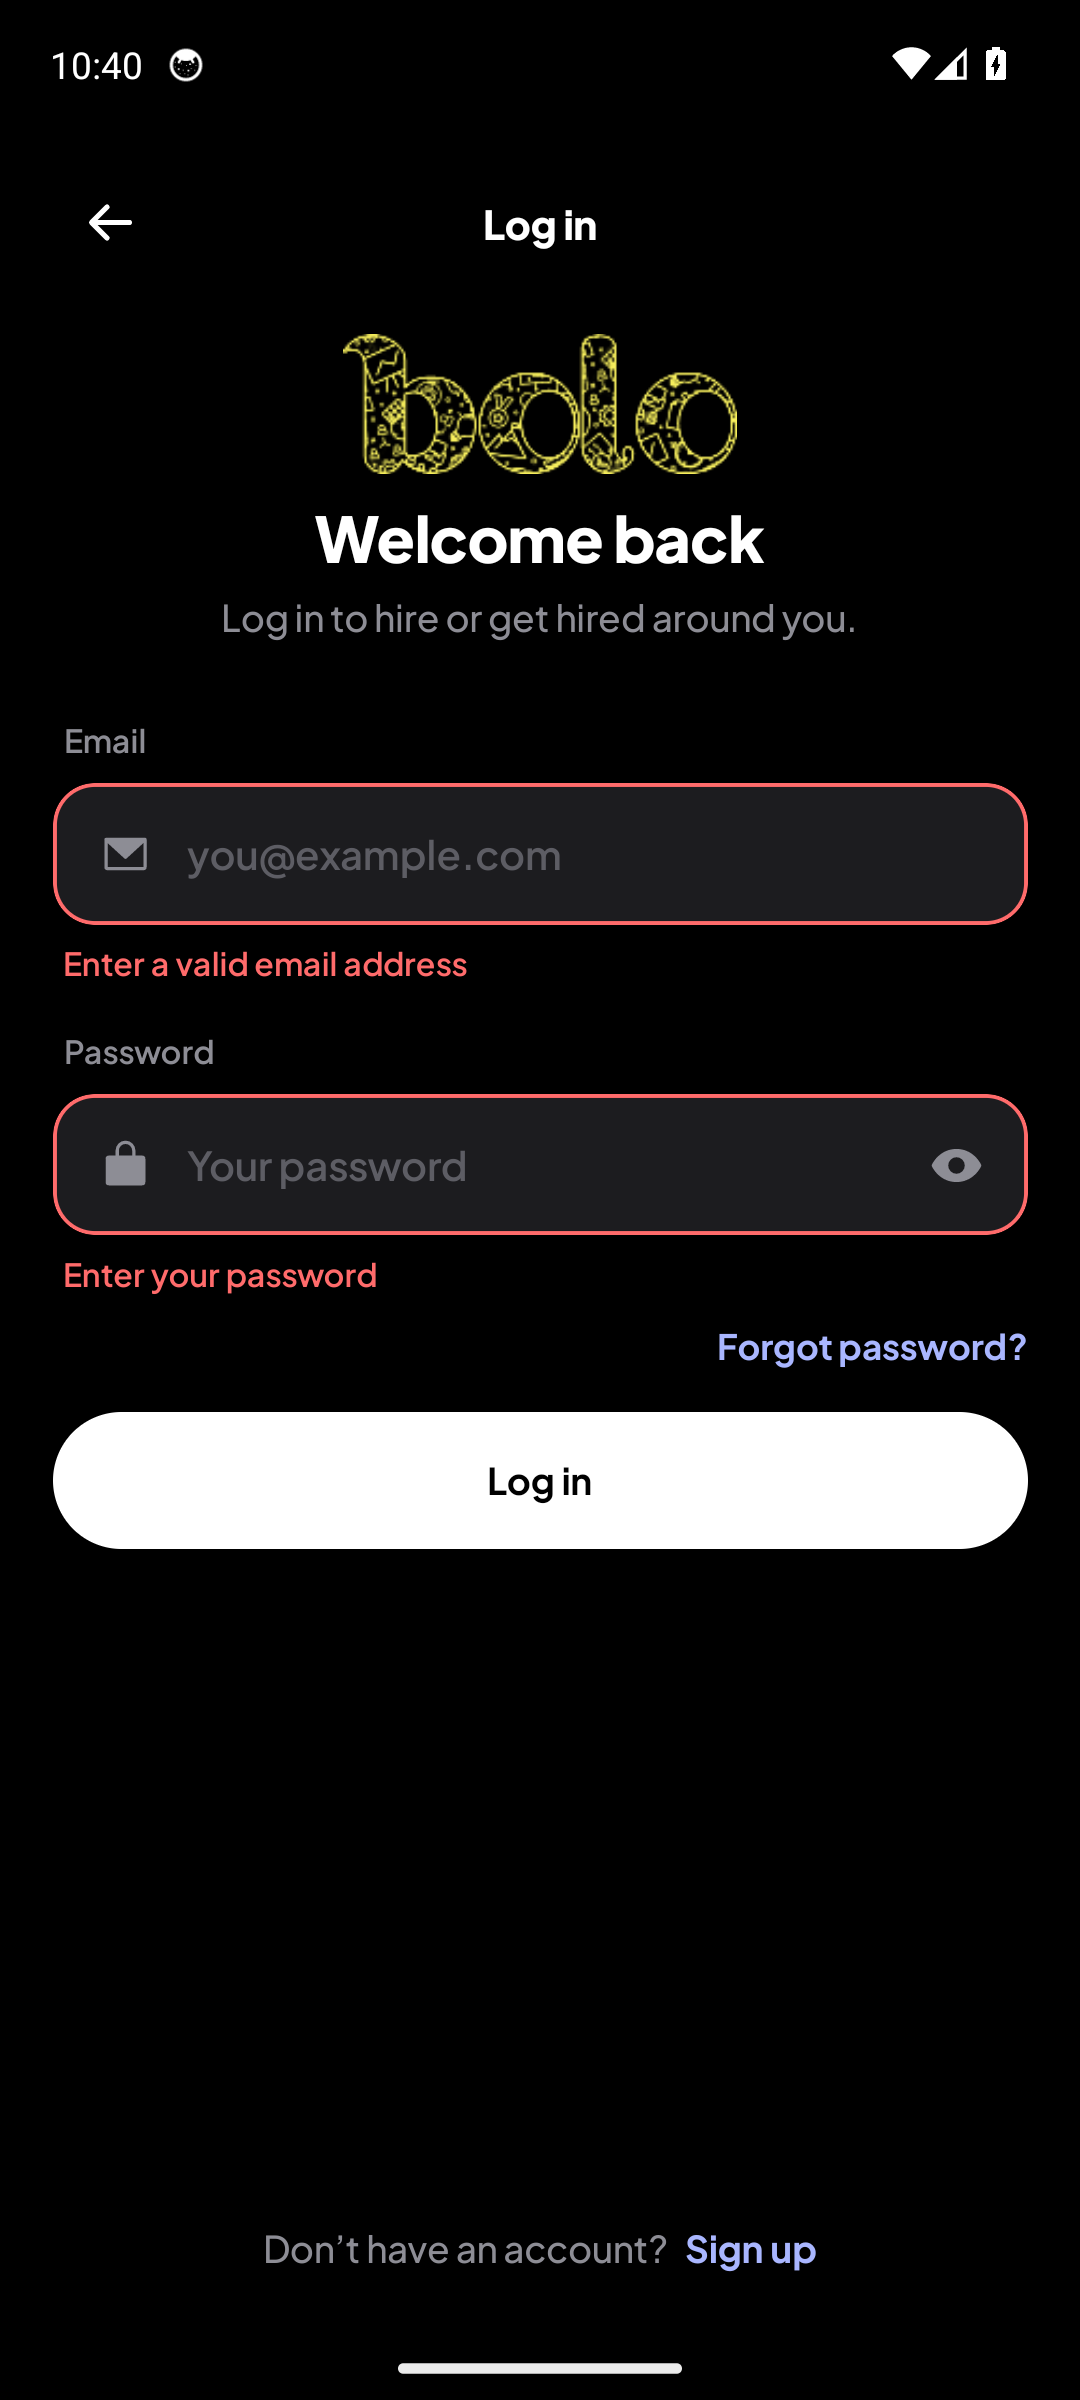 10:40
Log in
bolo
Welcome back
Log in to hire or get hired around you.
Email
you@example.com
Enter a valid email address
Password
Your password
Enter your password
Forgot password?
Log in
Don’t have an account? Sign up